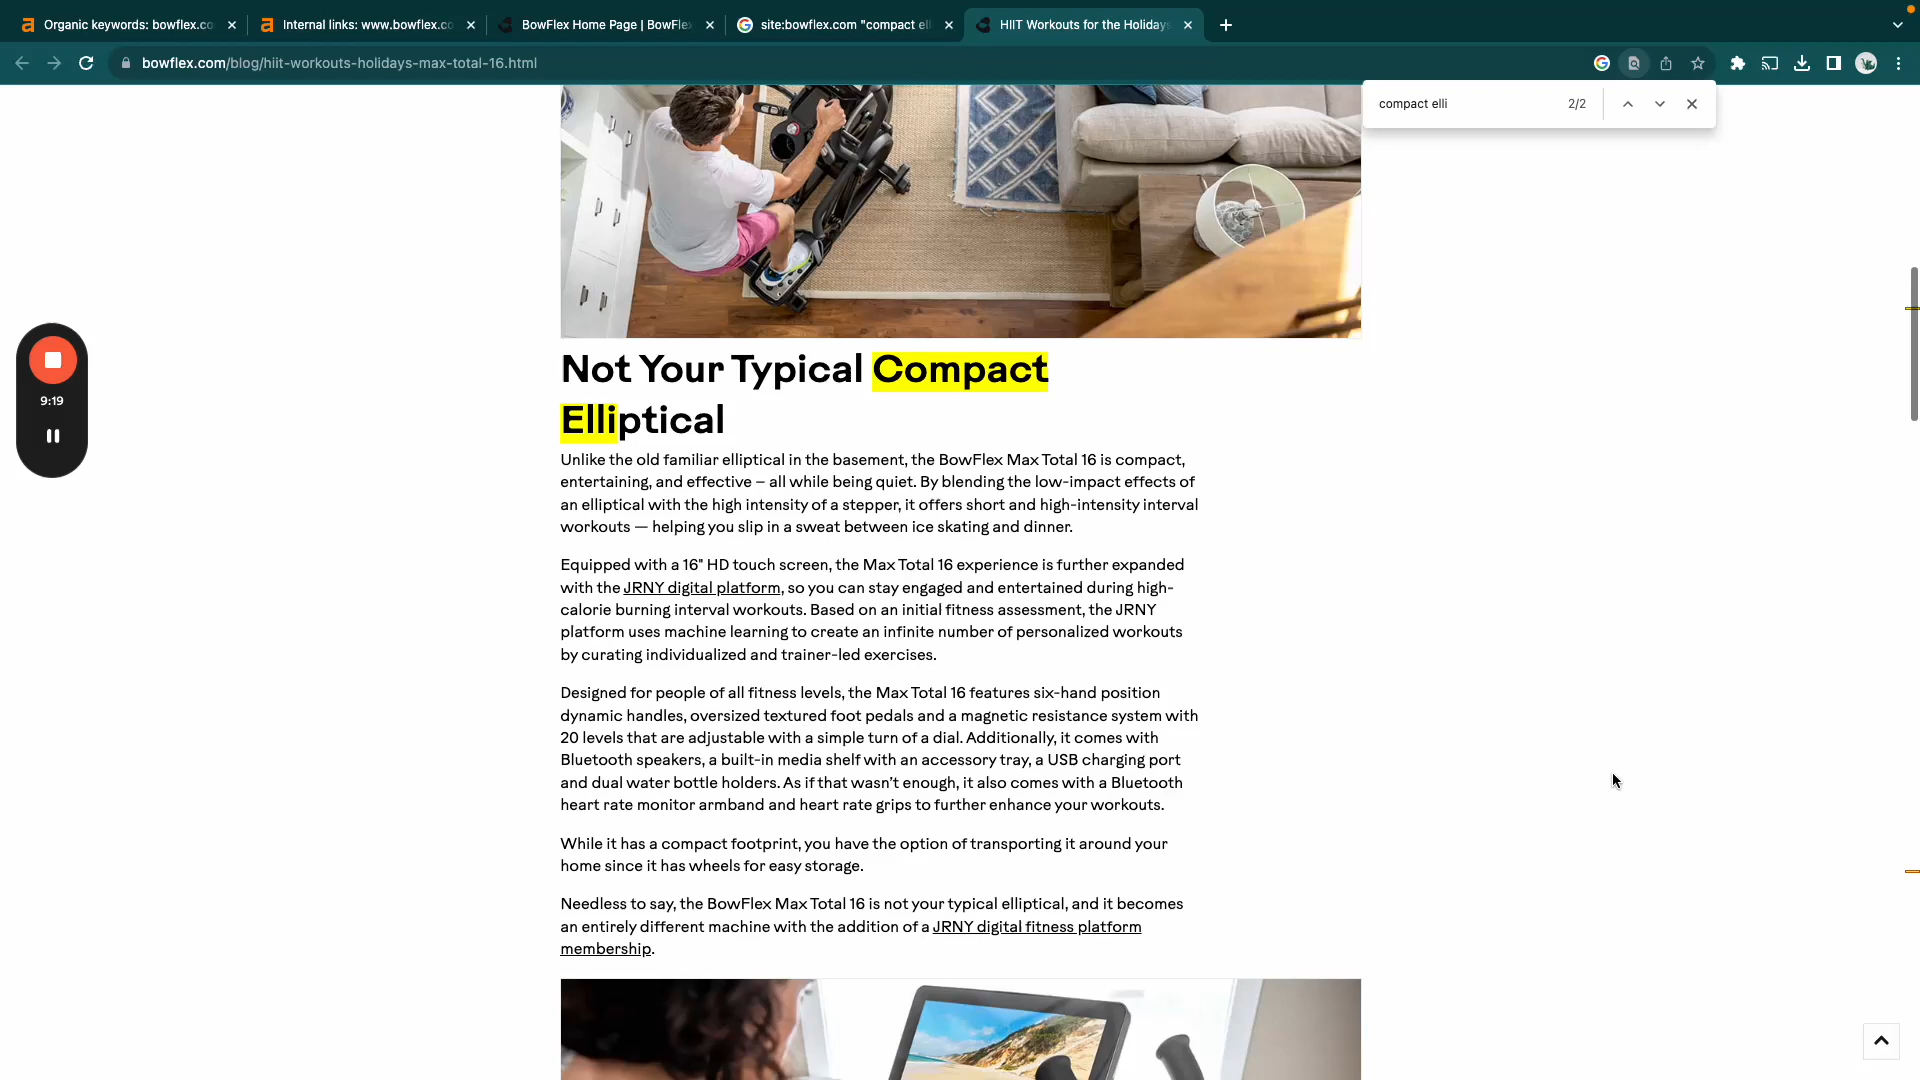 Organic keywords: bowflex.co
Internal links: www.bowflex.co
BowFlex Home Page | BowFlex
site:bowflex.com "compact elli
HIIT Workouts for the Holidays
bowflex.com/blog/hiit-workouts-holidays-max-total-16.html
compact elli 2/2
9:19
Not Your Typical Compact
Elliptical
Unlike the old familiar elliptical in the basement, the BowFlex Max Total 16 is compact,
entertaining, and effective – all while being quiet. By blending the low-impact effects of
an elliptical with the high intensity of a stepper, it offers short and high-intensity interval
workouts — helping you slip in a sweat between ice skating and dinner.
Equipped with a 16" HD touch screen, the Max Total 16 experience is further expanded
with the JRNY digital platform, so you can stay engaged and entertained during high-
calorie burning interval workouts. Based on an initial fitness assessment, the JRNY
platform uses machine learning to create an infinite number of personalized workouts
by curating individualized and trainer-led exercises.
Designed for people of all fitness levels, the Max Total 16 features six-hand position
dynamic handles, oversized textured foot pedals and a magnetic resistance system with
20 levels that are adjustable with a simple turn of a dial. Additionally, it comes with
Bluetooth speakers, a built-in media shelf with an accessory tray, a USB charging port
and dual water bottle holders. As if that wasn't enough, it also comes with a Bluetooth
heart rate monitor armband and heart rate grips to further enhance your workouts.
While it has a compact footprint, you have the option of transporting it around your
home since it has wheels for easy storage.
Needless to say, the BowFlex Max Total 16 is not your typical elliptical, and it becomes
an entirely different machine with the addition of a JRNY digital fitness platform
membership.